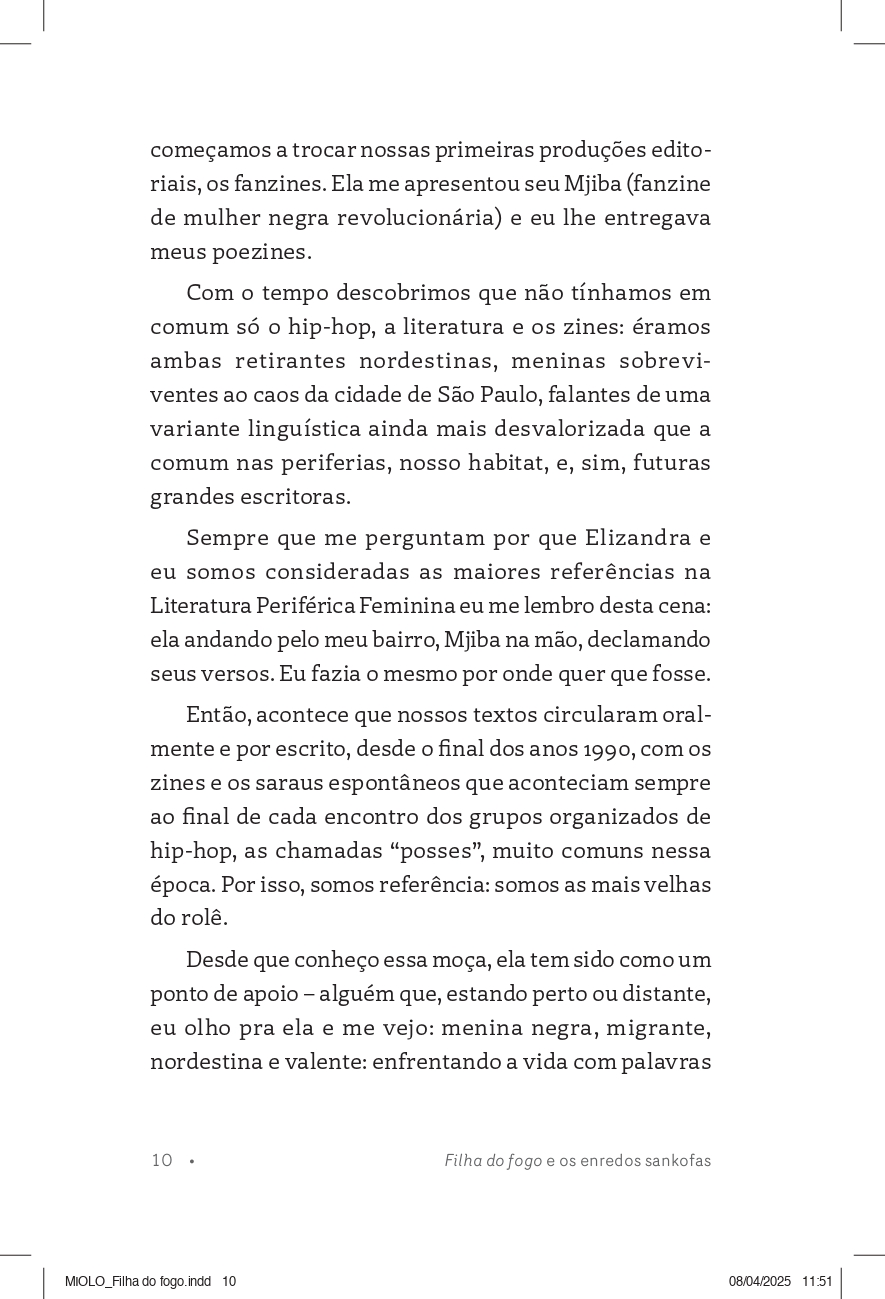 começamos a trocar nossas primeiras produções edito-
riais, os fanzines. Ela me apresentou seu Mjiba (fanzine
de mulher negra revolucionária) e eu lhe entregava
meus poezines.
Com o tempo descobrimos que não tínhamos em
comum só o hip-hop, a literatura e os zines: éramos
ambas retirantes nordestinas, meninas sobrevi-
ventes ao caos da cidade de São Paulo, falantes de uma
variante linguística ainda mais desvalorizada que a
comum nas periferias, nosso habitat, e, sim, futuras
grandes escritoras.
Sempre que me perguntam por que Elizandra e
eu somos consideradas as maiores referências na
Literatura Periférica Feminina eu me lembro desta cena:
ela andando pelo meu bairro, Mjiba na mão, declamando
seus versos. Eu fazia o mesmo por onde quer que fosse.
Então, acontece que nossos textos circularam oral-
mente e por escrito, desde o final dos anos 1990, com os
zines e os saraus espontâneos que aconteciam sempre
ao final de cada encontro dos grupos organizados de
hip-hop, as chamadas “posses”, muito comuns nessa
época. Por isso, somos referência: somos as mais velhas
do rolê.
Desde que conheço essa moça, ela tem sido como um
ponto de apoio – alguém que, estando perto ou distante,
eu olho pra ela e me vejo: menina negra, migrante,
nordestina e valente: enfrentando a vida com palavras
10 • Filha do fogo e os enredos sankofas
MIOLO_Filha do fogo.indd 10 08/04/2025 11:51